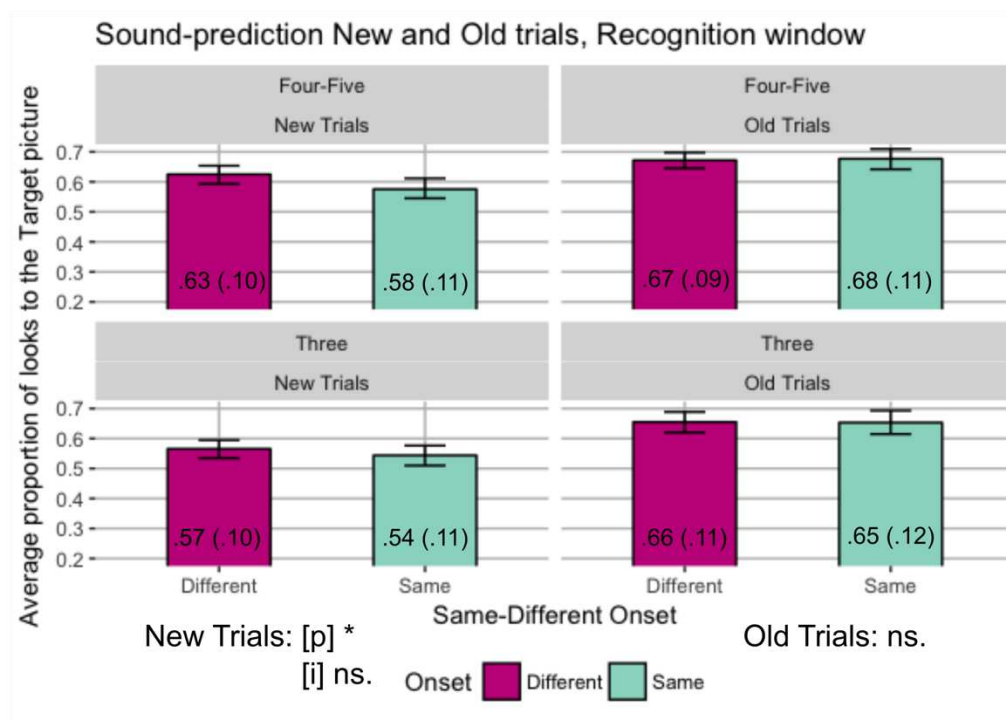 Sound-prediction New and Old trials, Recognition window
Average proportion of looks to the Target picture
Four-Five
New Trials
Four-Five
Old Trials
0.7
0.6
0.5
0.4
0.3
0.2
.63 (.10)
.58 (.11)
.67 (.09)
.68 (.11)
Three
New Trials
Three
Old Trials
0.7
0.6
0.5
0.4
0.3
0.2
.57 (.10)
.54 (.11)
.66 (.11)
.65 (.12)
Different
Same
Different
Same
Same-Different Onset
New Trials: [p] *
[i] ns.
Old Trials: ns.
Onset Different Same